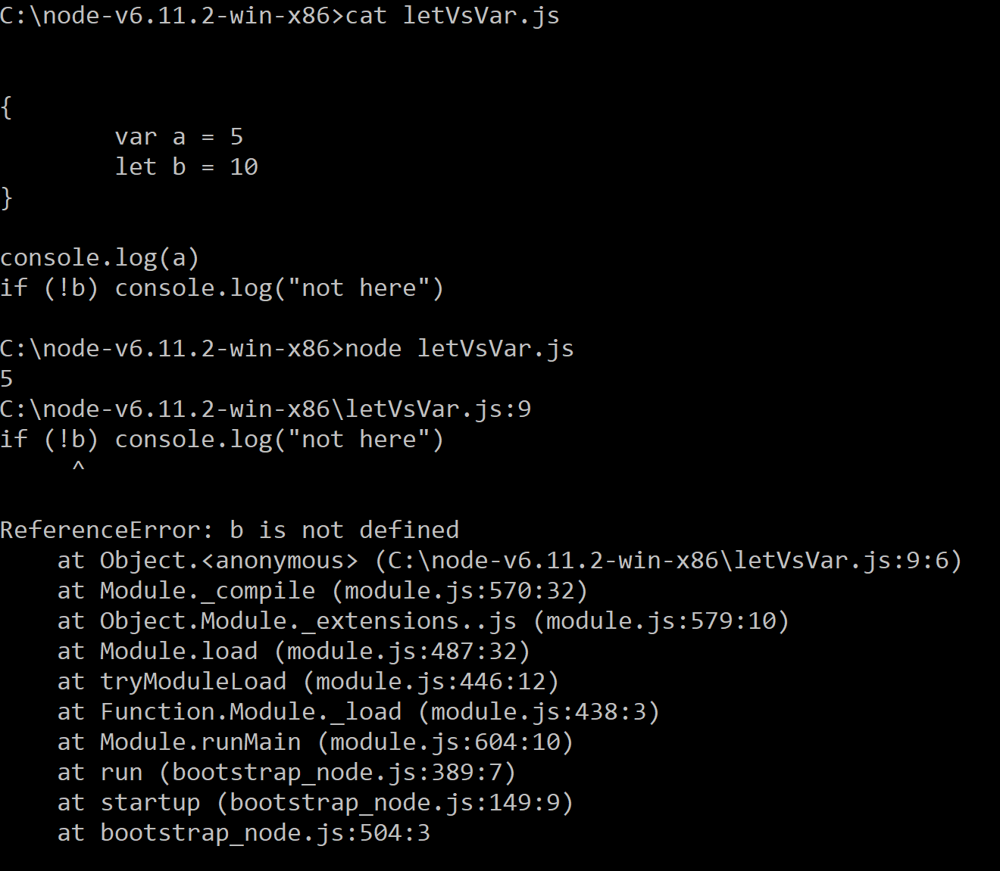 C:\node-v6.11.2-win-x86>cat letVsVar.js
{
        var a = 5
        let b = 10
}
console.log(a)
if (!b) console.log("not here")
C:\node-v6.11.2-win-x86>node letVsVar.js
5
C:\node-v6.11.2-win-x86\letVsVar.js:9
if (!b) console.log("not here")
     ^
ReferenceError: b is not defined
    at Object.<anonymous> (C:\node-v6.11.2-win-x86\letVsVar.js:9:6)
    at Module._compile (module.js:570:32)
    at Object.Module._extensions..js (module.js:579:10)
    at Module.load (module.js:487:32)
    at tryModuleLoad (module.js:446:12)
    at Function.Module._load (module.js:438:3)
    at Module.runMain (module.js:604:10)
    at run (bootstrap_node.js:389:7)
    at startup (bootstrap_node.js:149:9)
    at bootstrap_node.js:504:3